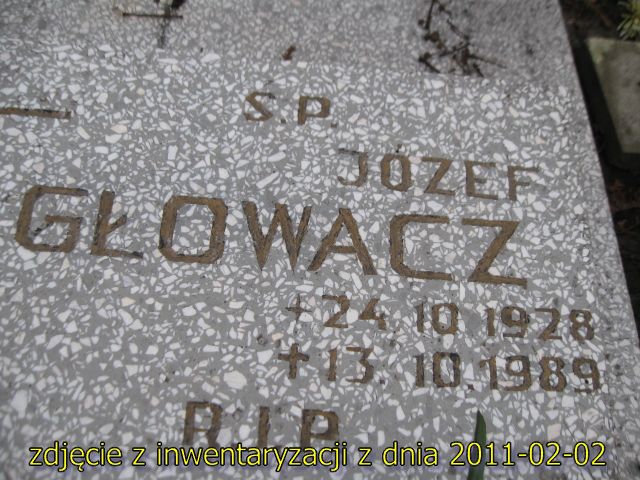 S.P.
JÓZEF
GŁOWACZ
+24.10.1928
+13.10.1989
R.I.P
zdjęcie z inwentaryzacji z dnia 2011-02-02